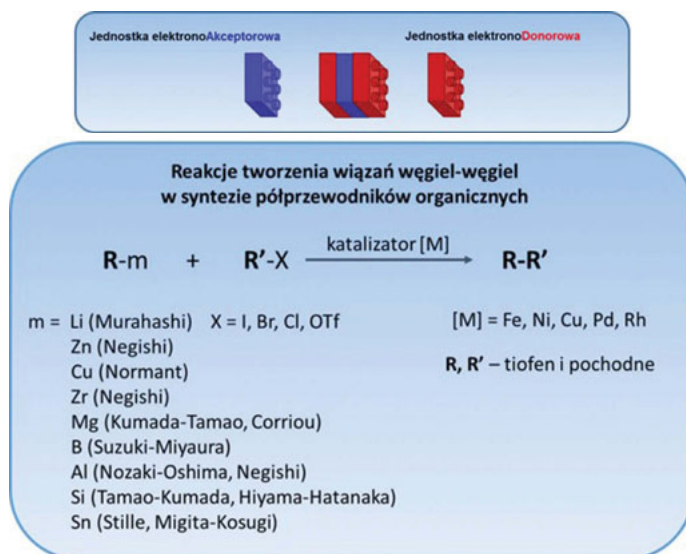 Jednostka elektronoAkceptorowa
Jednostka elektronoDonorowa
Reakcje tworzenia wiązań węgiel-węgiel
w syntezie półprzewodników organicznych
katalizator [M]
R-m + R'-X R-R'
m = Li (Murahashi) X = I, Br, Cl, OTf [M] = Fe, Ni, Cu, Pd, Rh
Zn (Negishi)
R, R' – tiofen i pochodne
Cu (Normant)
Zr (Negishi)
Mg (Kumada-Tamao, Corriou)
B (Suzuki-Miyaura)
Al (Nozaki-Oshima, Negishi)
Si (Tamao-Kumada, Hiyama-Hatanaka)
Sn (Stille, Migita-Kosugi)